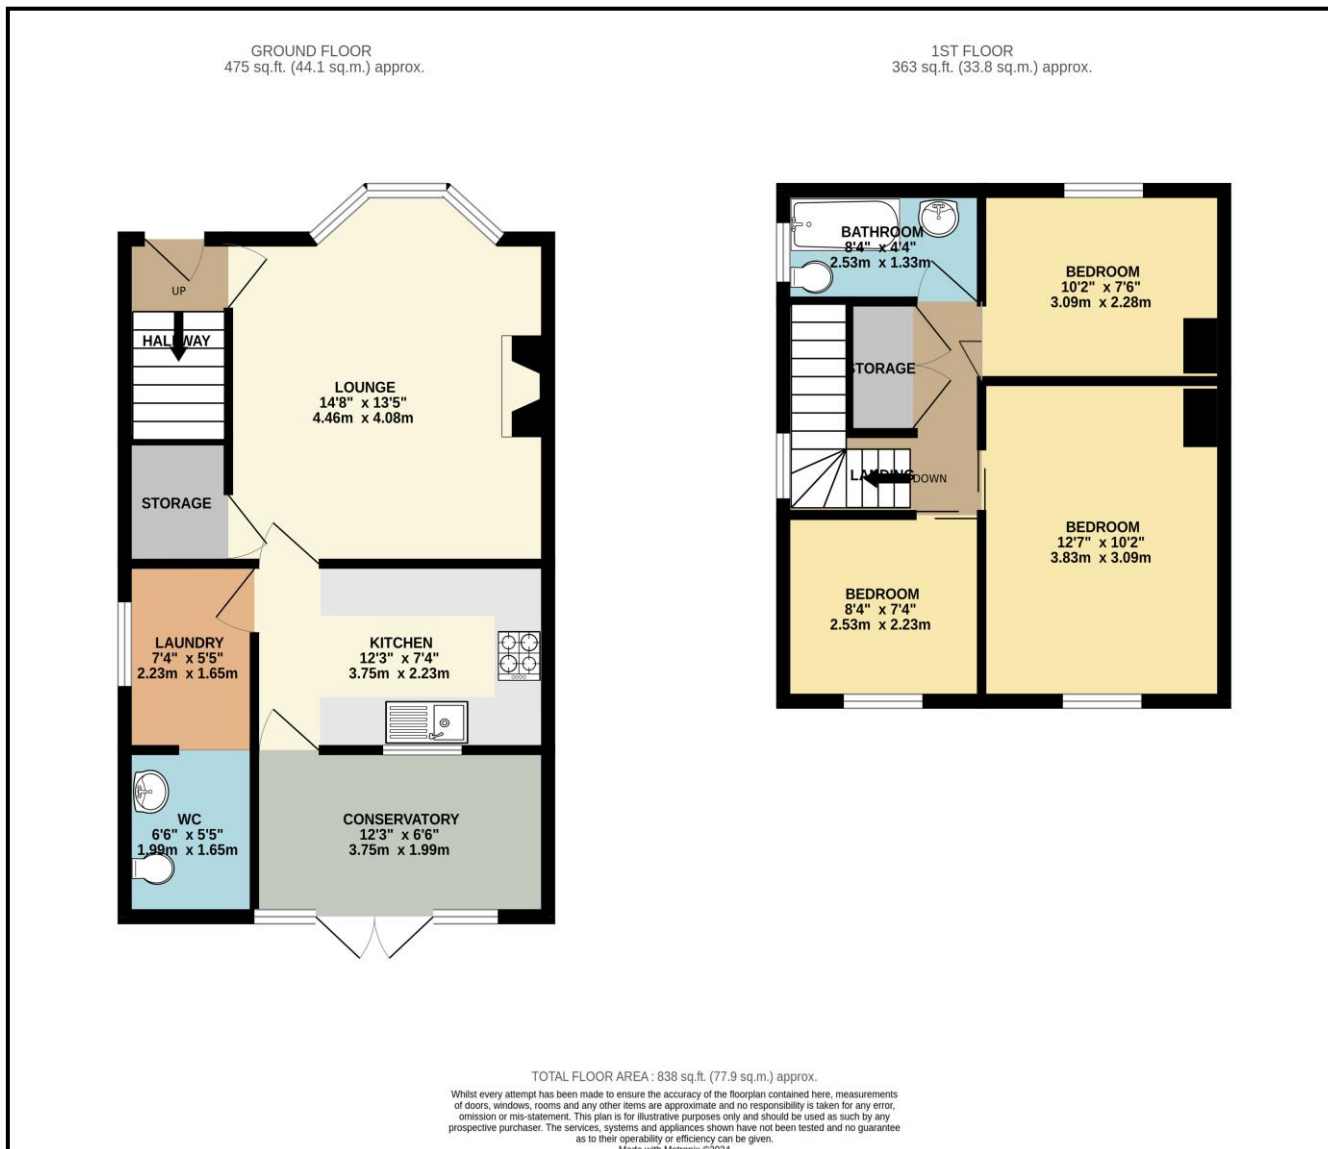 GROUND FLOOR
475 sq.ft. (44.1 sq.m.) approx.
1ST FLOOR
363 sq.ft. (33.8 sq.m.) approx.
UP
HALLWAY
LOUNGE
14'8" x 13'5"
4.46m x 4.08m
STORAGE
LAUNDRY
7'4" x 5'5"
2.23m x 1.65m
KITCHEN
12'3" x 7'4"
3.75m x 2.23m
WC
6'6" x 5'5"
1.99m x 1.65m
CONSERVATORY
12'3" x 6'6"
3.75m x 1.99m
BATHROOM
8'4" x 4'4"
2.53m x 1.33m
BEDROOM
10'2" x 7'6"
3.09m x 2.28m
STORAGE
LANDING
DOWN
BEDROOM
12'7" x 10'2"
3.83m x 3.09m
BEDROOM
8'4" x 7'4"
2.53m x 2.23m
TOTAL FLOOR AREA : 838 sq.ft. (77.9 sq.m.) approx.
Whilst every attempt has been made to ensure the accuracy of the floorplan contained here, measurements
of doors, windows, rooms and any other items are approximate and no responsibility is taken for any error,
omission or mis-statement. This plan is for illustrative purposes only and should be used as such by any
prospective purchaser. The services, systems and appliances shown have not been tested and no guarantee
as to their operability or efficiency can be given.
Made with Metropix ©2024